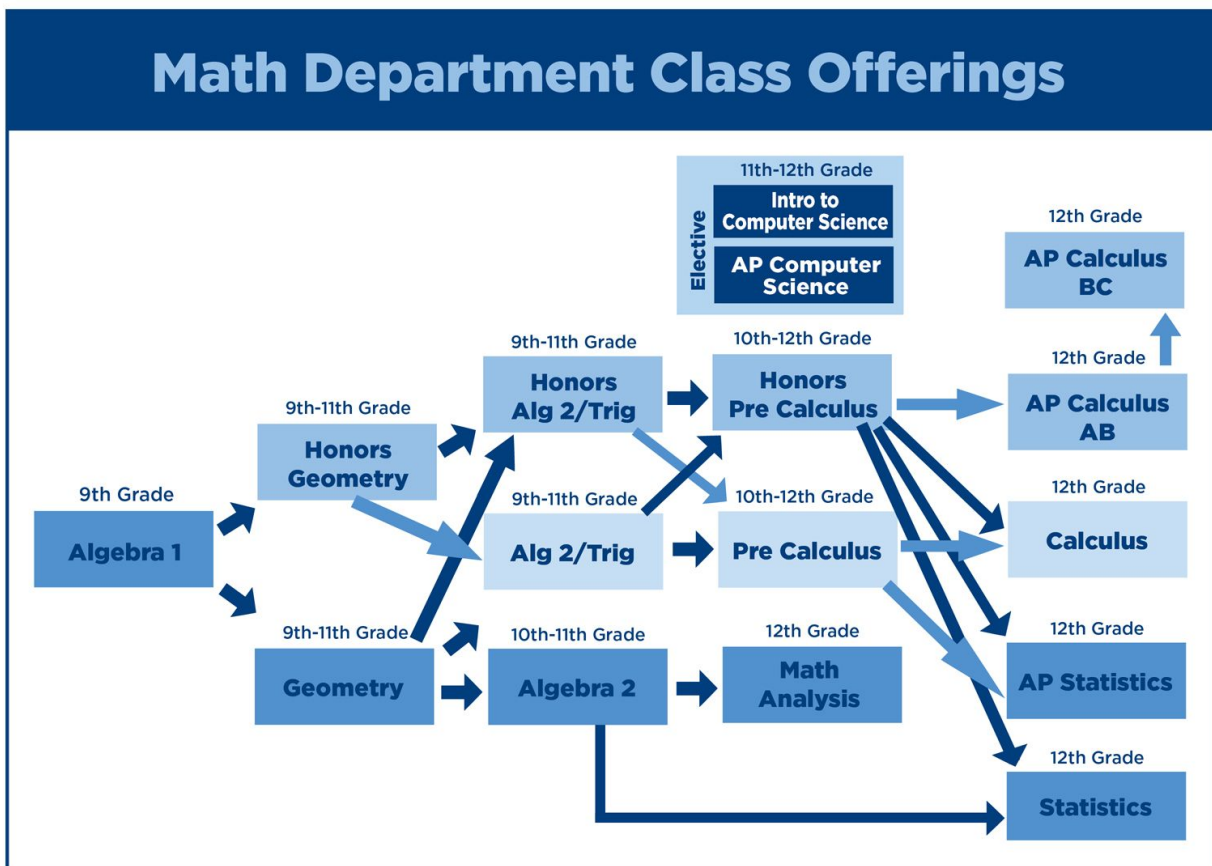 Math Department Class Offerings
11th-12th Grade
Elective
Intro to
Computer Science
AP Computer
Science
12th Grade
AP Calculus
BC
9th-11th Grade
Honors
Alg 2/Trig
10th-12th Grade
Honors
Pre Calculus
12th Grade
AP Calculus
AB
9th-11th Grade
Honors
Geometry
9th Grade
Algebra 1
9th-11th Grade
Alg 2/Trig
10th-12th Grade
Pre Calculus
12th Grade
Calculus
9th-11th Grade
Geometry
10th-11th Grade
Algebra 2
12th Grade
Math
Analysis
12th Grade
AP Statistics
12th Grade
Statistics